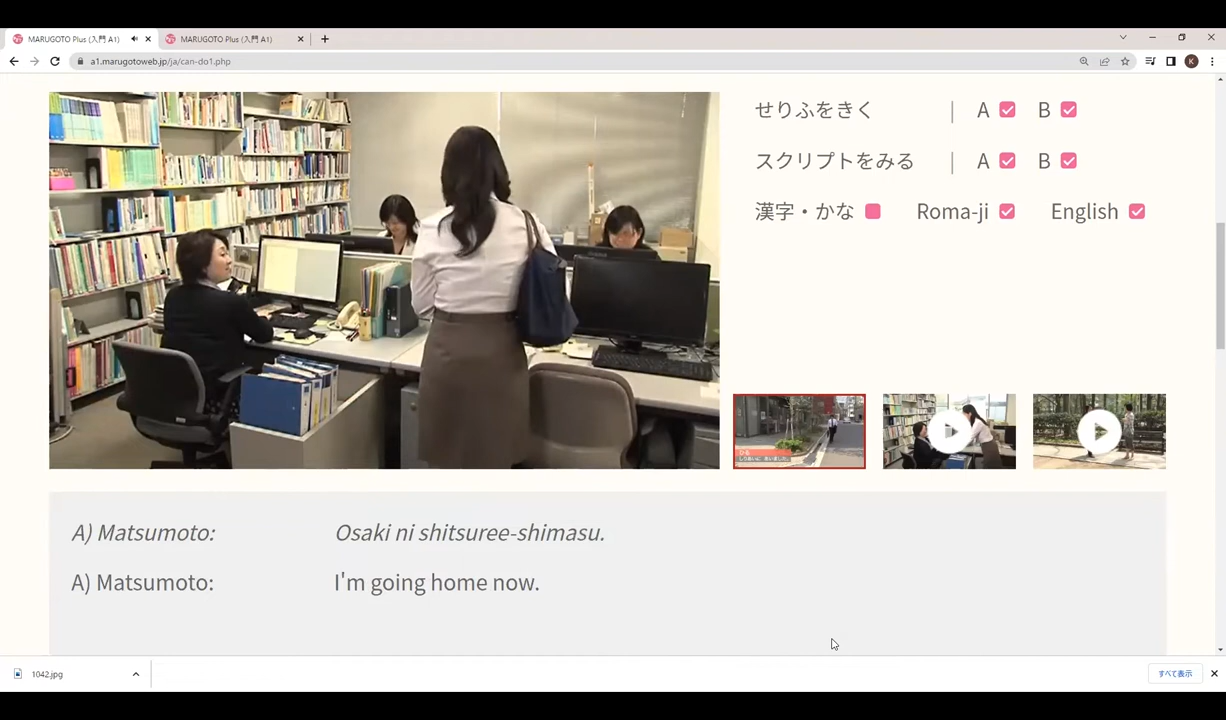 MARUGOTO Plus (入門 A1)
MARUGOTO Plus (入門 A1)
a1.marugotoweb.jp/ja/can-do1.php
K
せりふをきく | A B
スクリプトをみる | A B
漢字・かな Roma-ji English
ひる
A) Matsumoto: Osaki ni shitsuree-shimasu.
A) Matsumoto: I'm going home now.
1042.jpg
すべて表示